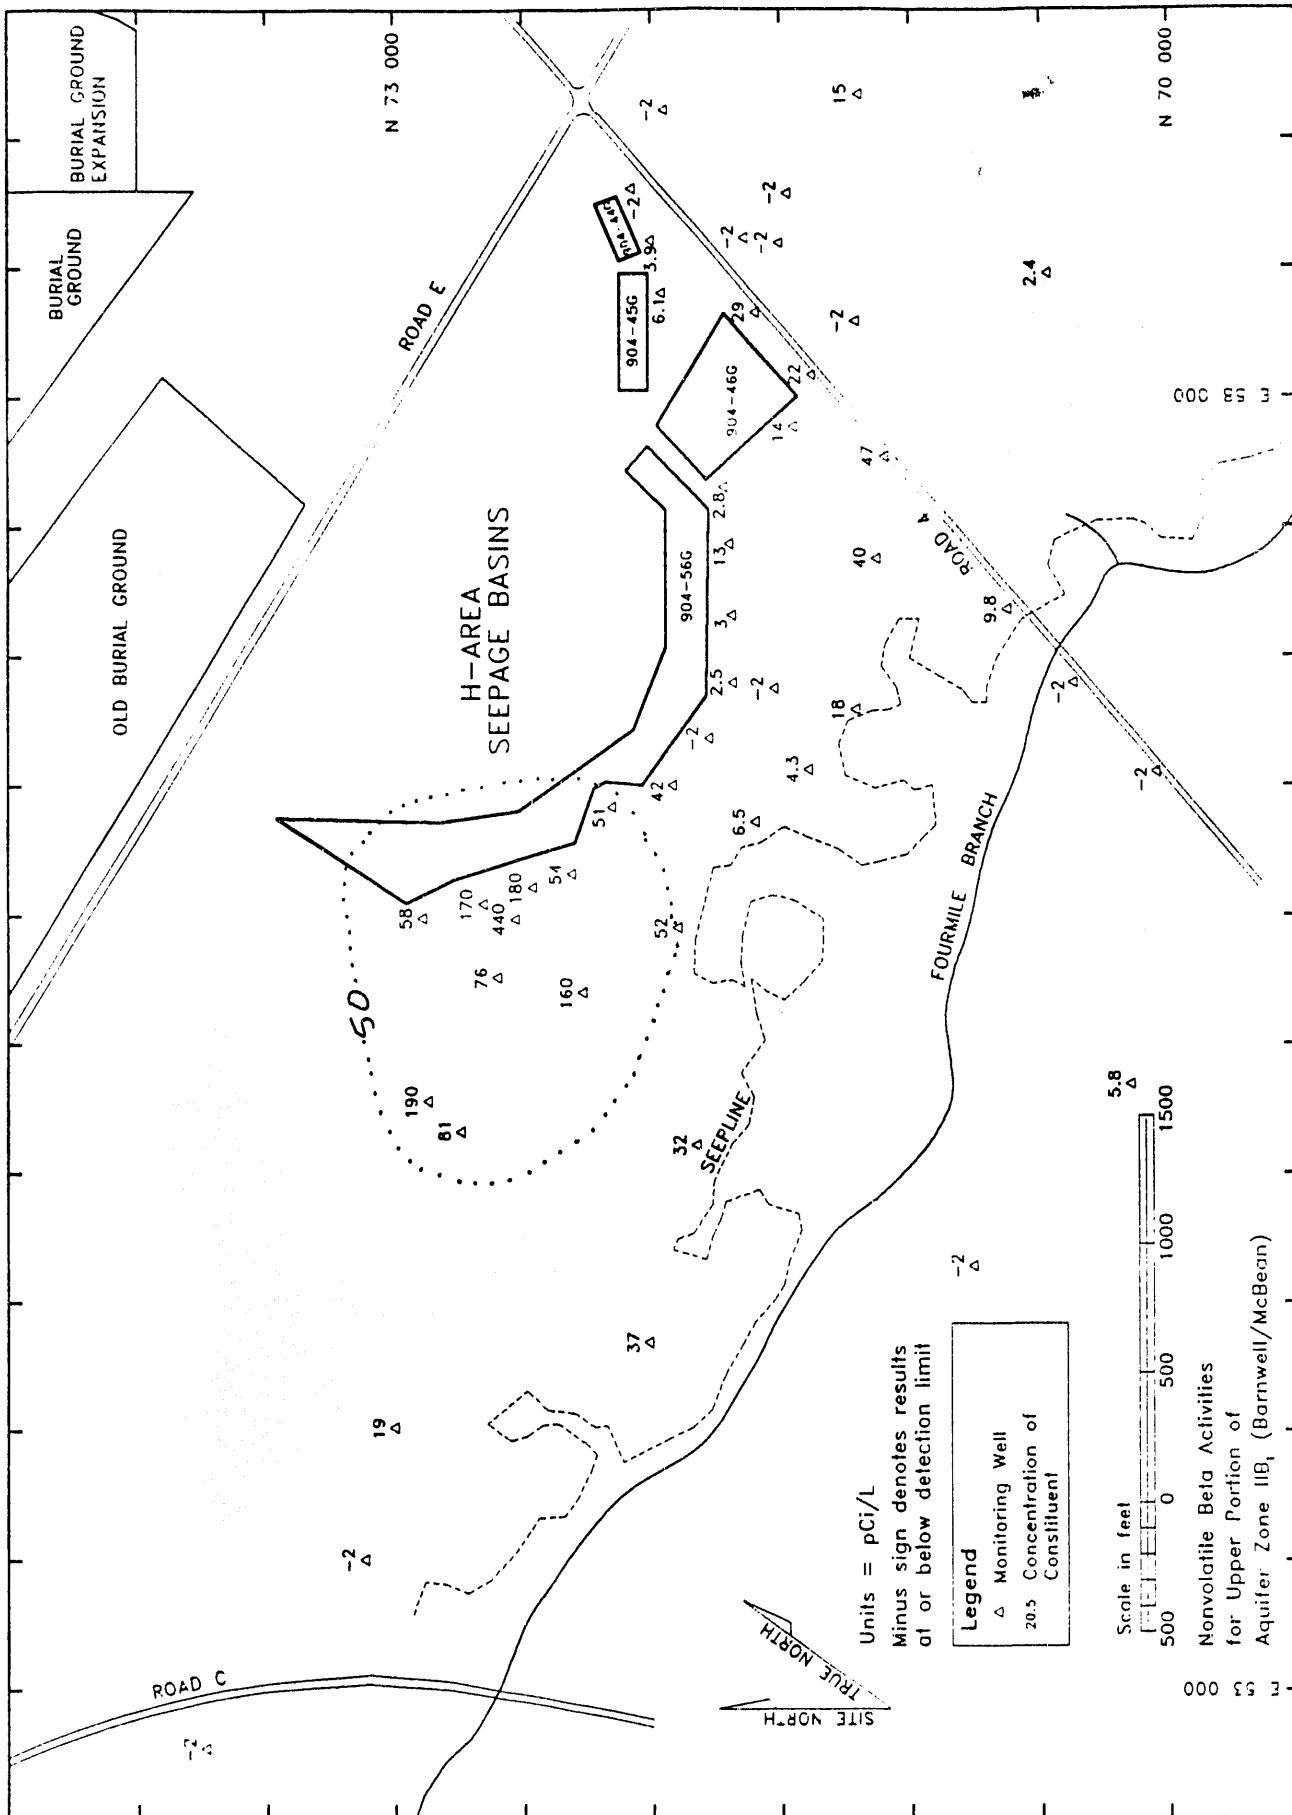 BURIAL GROUND
EXPANSION
BURIAL
GROUND
OLD BURIAL GROUND
N 73 000
N 70 000
ROAD E
H-AREA
SEEPAGE BASINS
904-44G
904-45G
904-46G
904-56G
-2
15
-2
-2
-2
-2
3.9
6.1
29
-2
2.4
22
14
47
2.8
13
40
3
9.8
2.5
-2
18
-2
-2
4.3
-2
42
51
6.5
54
180
170
440
58
52
76
160
50
190
81
32
5.8
-2
37
19
-2
-2
ROAD 4
E 58 000
FOURMILE BRANCH
SEEPLINE
ROAD C
SITE NORTH
TRUE NORTH
Units = pCi/L
Minus sign denotes results
at or below detection limit
Legend
△ Monitoring Well
20.5 Concentration of
Constituent
Scale in feet
500 0 500 1000 1500
Nonvolatile Beta Activities
for Upper Portion of
Aquifer Zone IIB₁ (Barnwell/McBean)
E 53 000